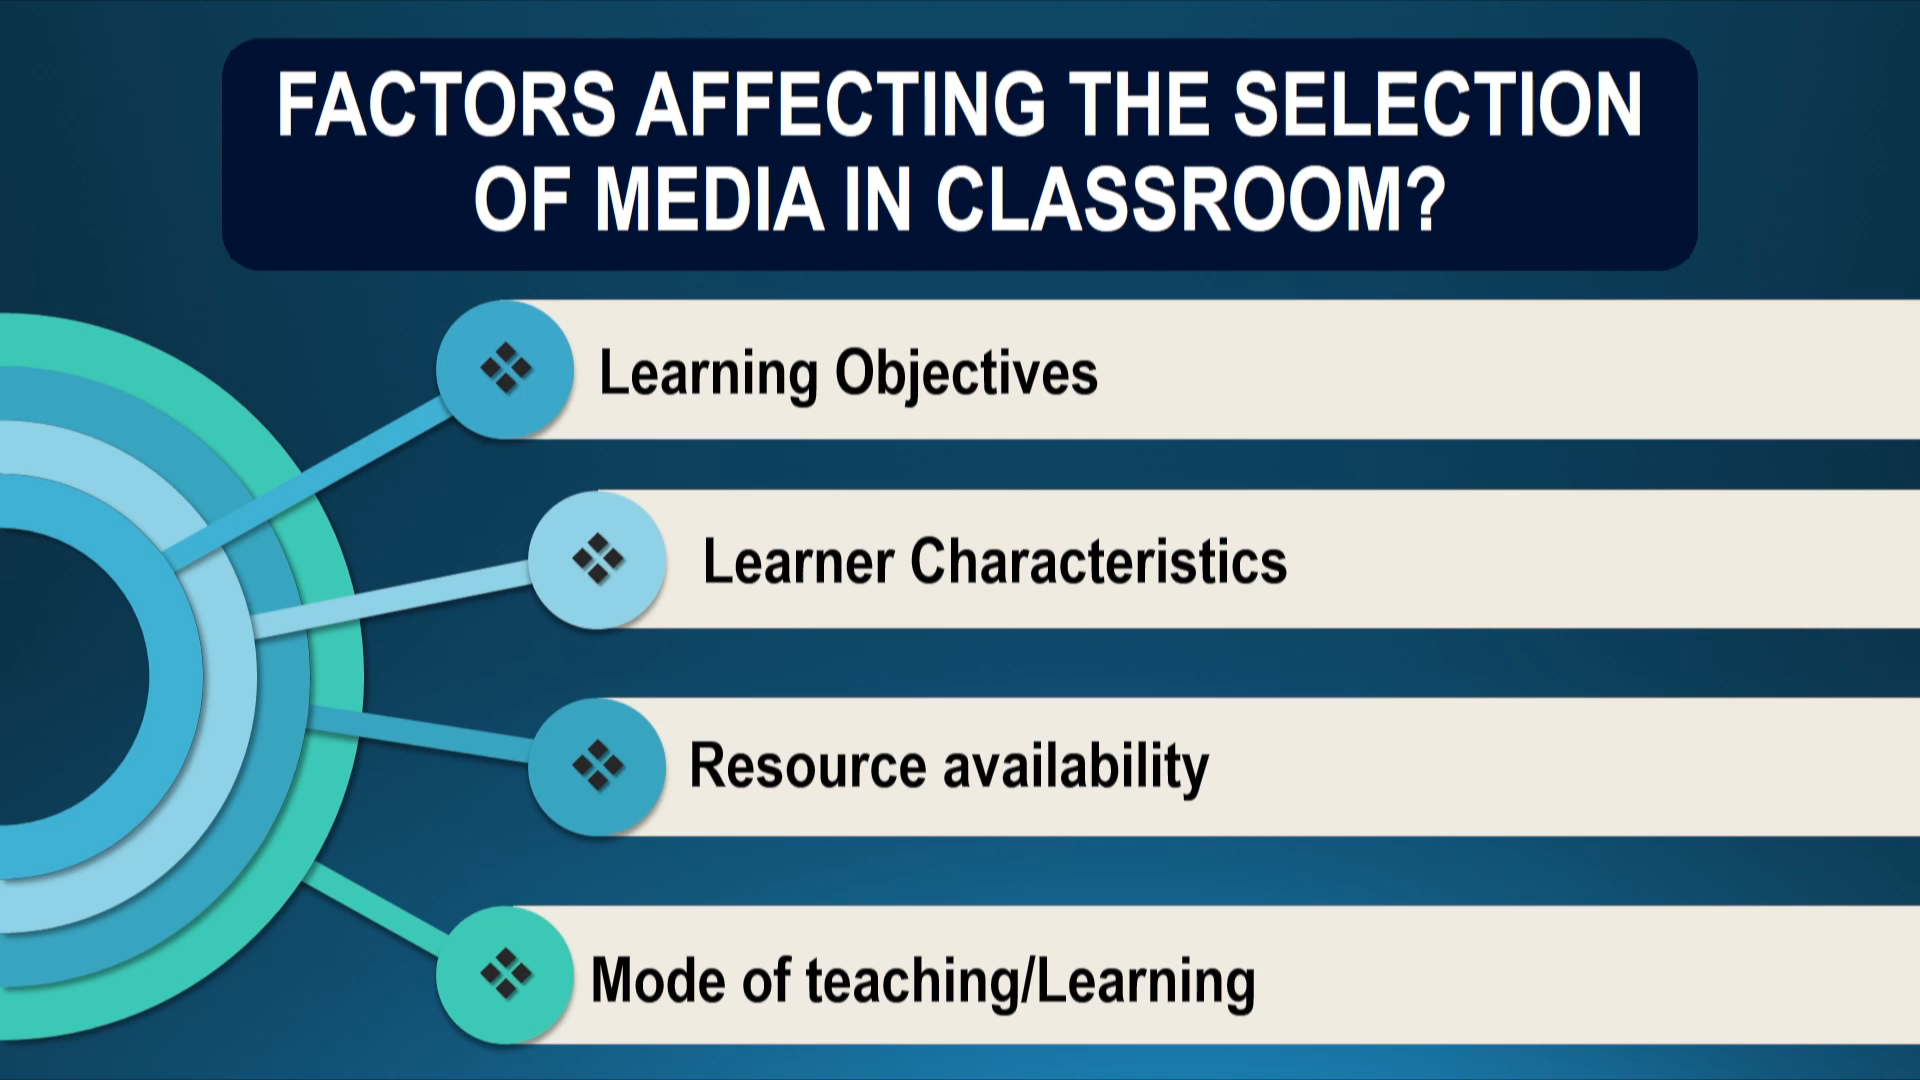 FACTORS AFFECTING THE SELECTION
OF MEDIA IN CLASSROOM?
Learning Objectives
Learner Characteristics
Resource availability
Mode of teaching/Learning